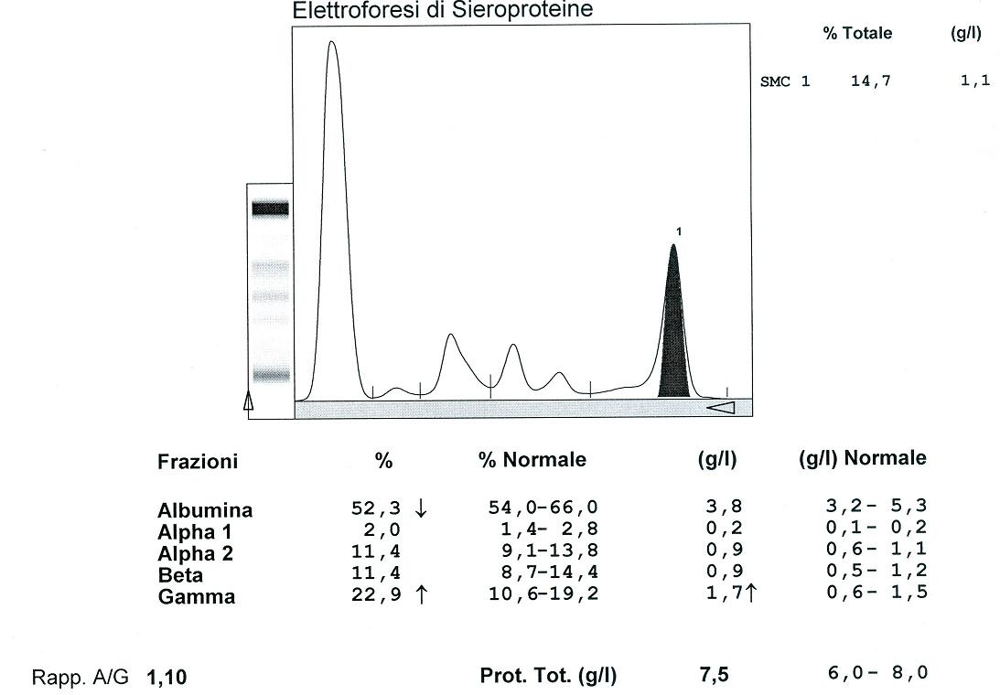 Elettroforesi di Sieroproteine
% Totale (g/l)
SMC 1 14,7 1,1
1
Frazioni % % Normale (g/l) (g/l) Normale
Albumina 52,3 ↓ 54,0-66,0 3,8 3,2- 5,3
Alpha 1 2,0 1,4- 2,8 0,2 0,1- 0,2
Alpha 2 11,4 9,1-13,8 0,9 0,6- 1,1
Beta 11,4 8,7-14,4 0,9 0,5- 1,2
Gamma 22,9 ↑ 10,6-19,2 1,7↑ 0,6- 1,5
Rapp. A/G 1,10 Prot. Tot. (g/l) 7,5 6,0- 8,0